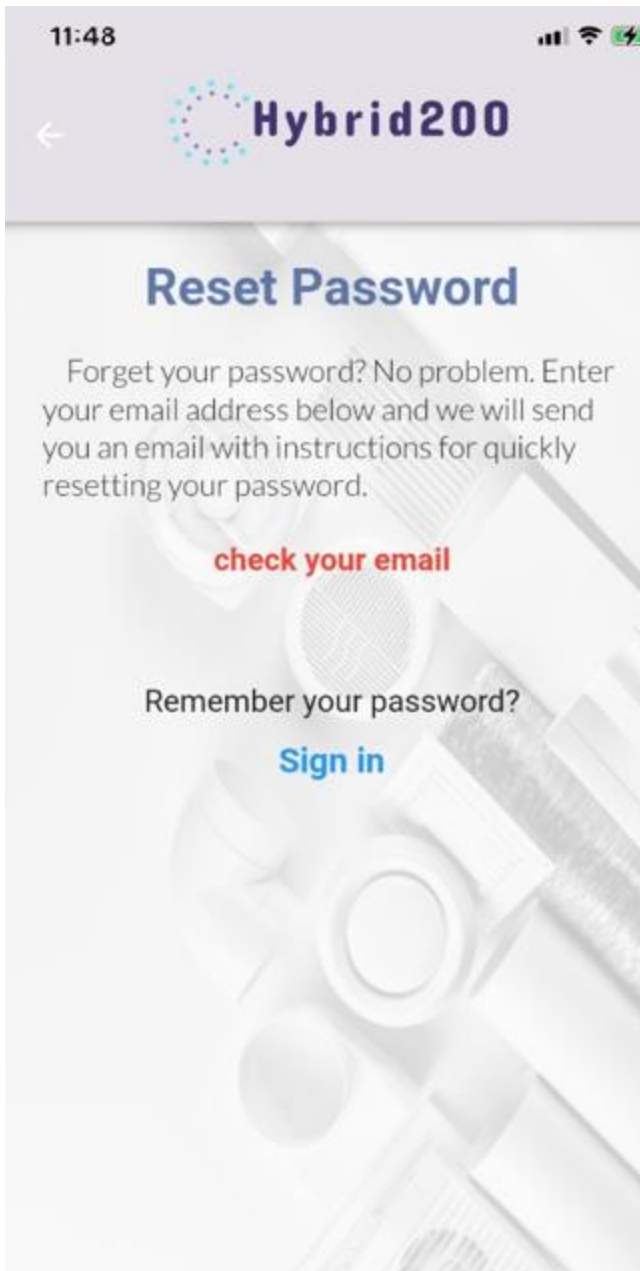 11:48
Hybrid200
Reset Password
Forget your password? No problem. Enter
your email address below and we will send
you an email with instructions for quickly
resetting your password.
check your email
Remember your password?
Sign in